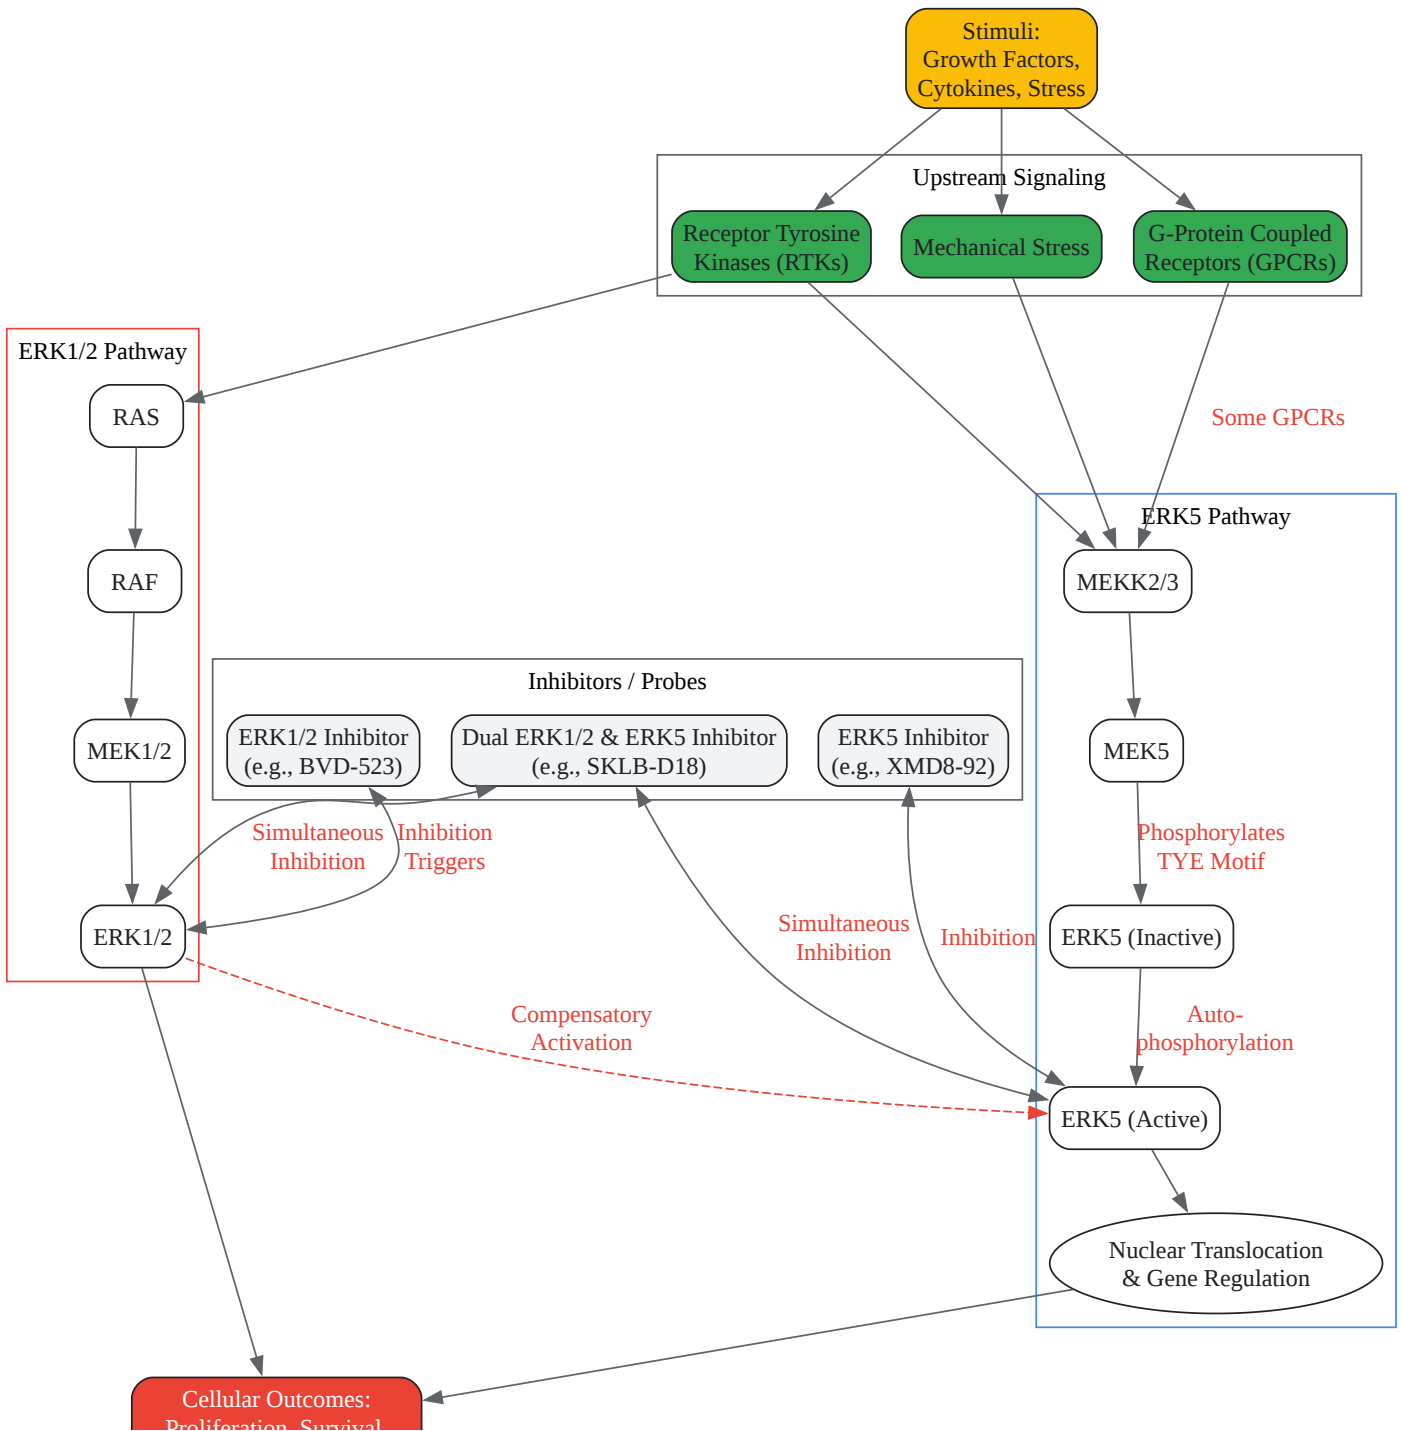 Stimuli:
Growth Factors,
Cytokines, Stress
Upstream Signaling
Receptor Tyrosine
Kinases (RTKs)
Mechanical Stress
G-Protein Coupled
Receptors (GPCRs)
ERK1/2 Pathway
RAS
Some GPCRs
ERK5 Pathway
RAF
MEKK2/3
Inhibitors / Probes
ERK1/2 Inhibitor
(e.g., BVD-523)
Dual ERK1/2 & ERK5 Inhibitor
(e.g., SKLB-D18)
ERK5 Inhibitor
(e.g., XMD8-92)
MEK1/2
MEK5
Simultaneous
Inhibition
Inhibition
Triggers
Phosphorylates
TYE Motif
ERK1/2
Simultaneous
Inhibition
Inhibition
ERK5 (Inactive)
Compensatory
Activation
Auto-
phosphorylation
ERK5 (Active)
Nuclear Translocation
& Gene Regulation
Cellular Outcomes:
Proliferation, Survival,